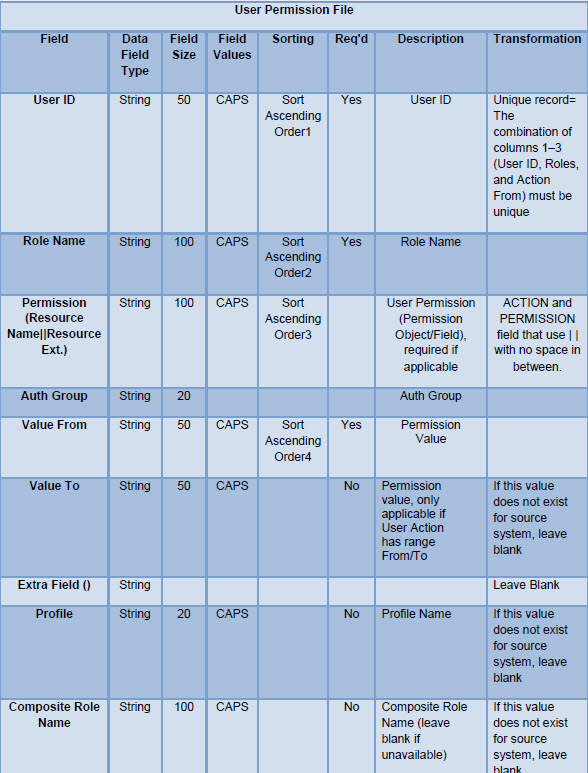 User Permission File
Field Data Field Type Field Size Field Values Sorting Req'd Description Transformation
User ID String 50 CAPS Sort Ascending Order1 Yes User ID Unique record= The combination of columns 1–3 (User ID, Roles, and Action From) must be unique
Role Name String 100 CAPS Sort Ascending Order2 Yes Role Name
Permission (Resource Name||Resource Ext.) String 100 CAPS Sort Ascending Order3 User Permission (Permission Object/Field), required if applicable ACTION and PERMISSION field that use | | with no space in between.
Auth Group String 20 Auth Group
Value From String 50 CAPS Sort Ascending Order4 Yes Permission Value
Value To String 50 CAPS No Permission value, only applicable if User Action has range From/To If this value does not exist for source system, leave blank
Extra Field () String Leave Blank
Profile String 20 CAPS No Profile Name If this value does not exist for source system, leave blank
Composite Role Name String 100 CAPS No Composite Role Name (leave blank if unavailable) If this value does not exist for source system, leave blank